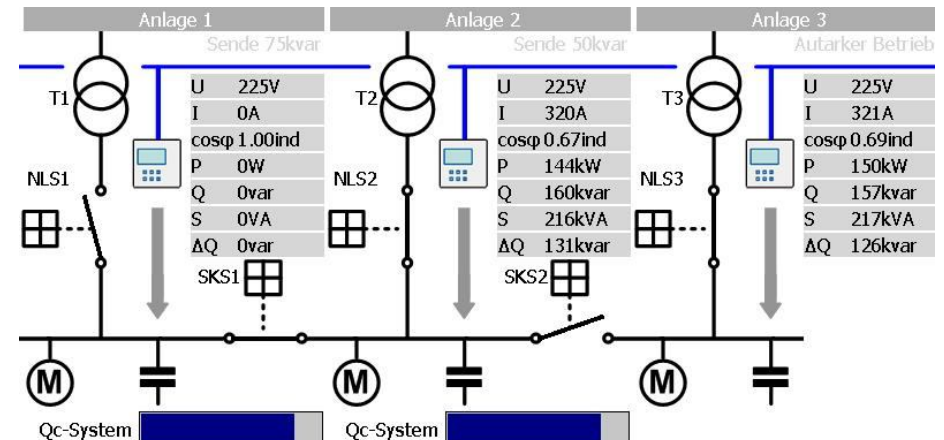 Anlage 1 Anlage 2 Anlage 3
Sende 75kvar Sende 50kvar Autarker Betrieb
T1 T2 T3
U 225V U 225V U 225V
I 0A I 320A I 321A
cosφ 1.00ind cosφ 0.67ind cosφ 0.69ind
P 0W P 144kW P 150kW
NLS1 NLS2 NLS3
Q 0var Q 160kvar Q 157kvar
S 0VA S 216kVA S 217kVA
ΔQ 0var ΔQ 131kvar ΔQ 126kvar
SKS1 SKS2
M M M
Qc-System Qc-System